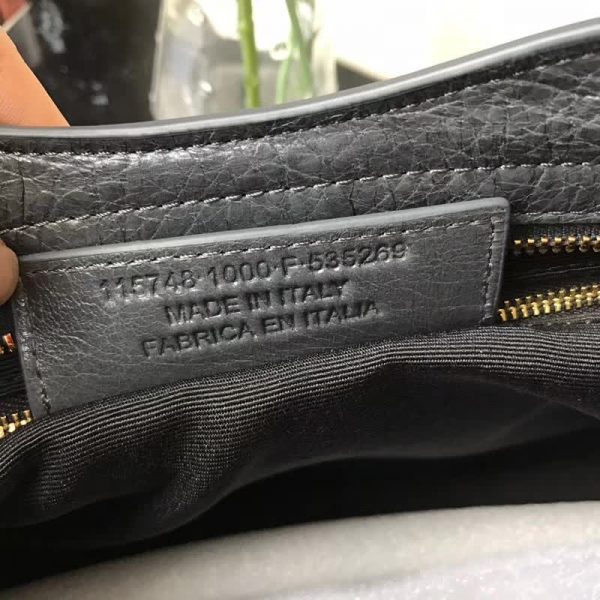 115748·1000·F·535269
MADE IN ITALY
FABRICA EN ITALIA